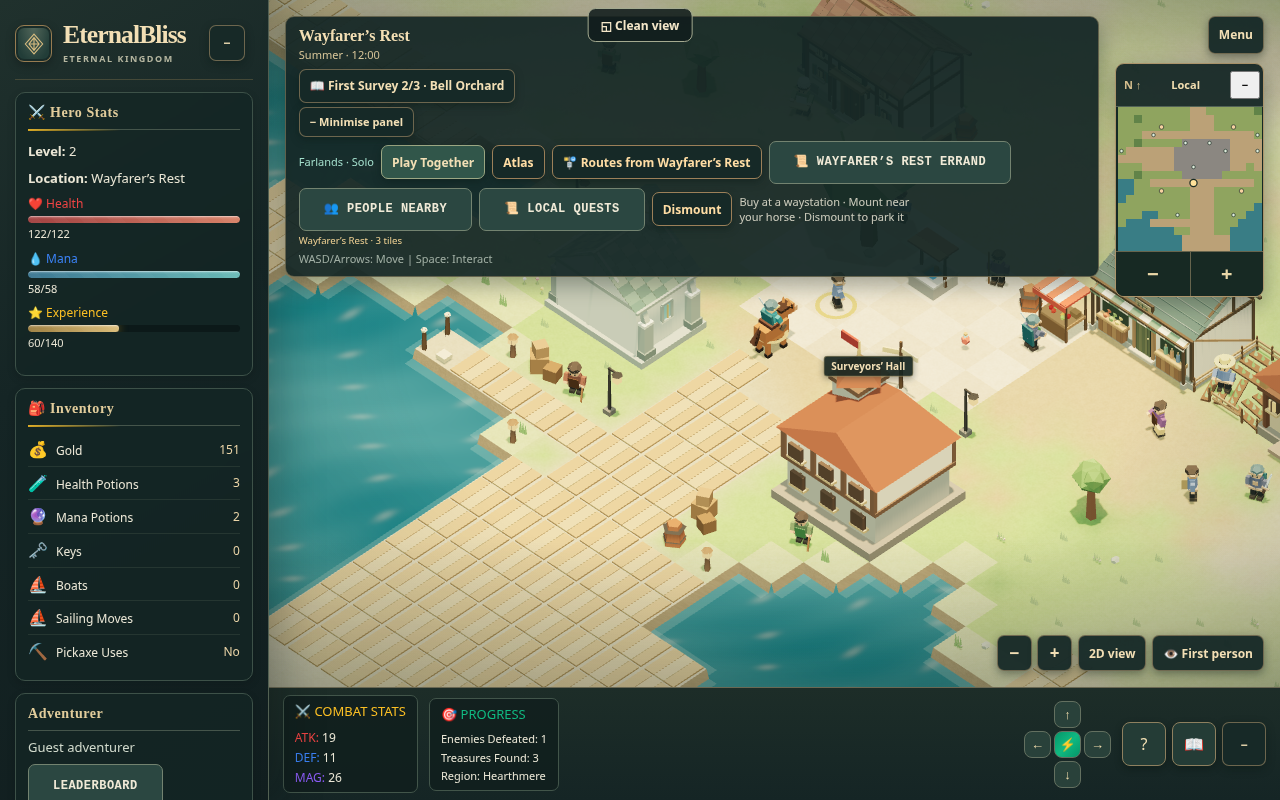 EternalBliss
ETERNAL KINGDOM
−
⚔️ Hero Stats
Level: 2
Location: Wayfarer’s Rest
❤️ Health
122/122
💧 Mana
58/58
⭐ Experience
60/140
🎒 Inventory
💰 Gold 151
🧪 Health Potions 3
🔮 Mana Potions 2
🗝️ Keys 0
⛵ Boats 0
⛵ Sailing Moves 0
⛏️ Pickaxe Uses No
Adventurer
Guest adventurer
LEADERBOARD
◱ Clean view
Wayfarer’s Rest
Summer · 12:00
📖 First Survey 2/3 · Bell Orchard
− Minimise panel
Farlands · Solo Play Together Atlas Routes from Wayfarer’s Rest 📜 WAYFARER’S REST ERRAND
👥 PEOPLE NEARBY 📜 LOCAL QUESTS Dismount Buy at a waystation · Mount near
your horse · Dismount to park it
Wayfarer’s Rest · 3 tiles
WASD/Arrows: Move | Space: Interact
Menu
N ↑ Local −
− +
Surveyors’ Hall
− + 2D view 👁️ First person
⚔️ COMBAT STATS
ATK: 19
DEF: 11
MAG: 26
🎯 PROGRESS
Enemies Defeated: 1
Treasures Found: 3
Region: Hearthmere
↑
← ⚡ →
↓
? 📖 −